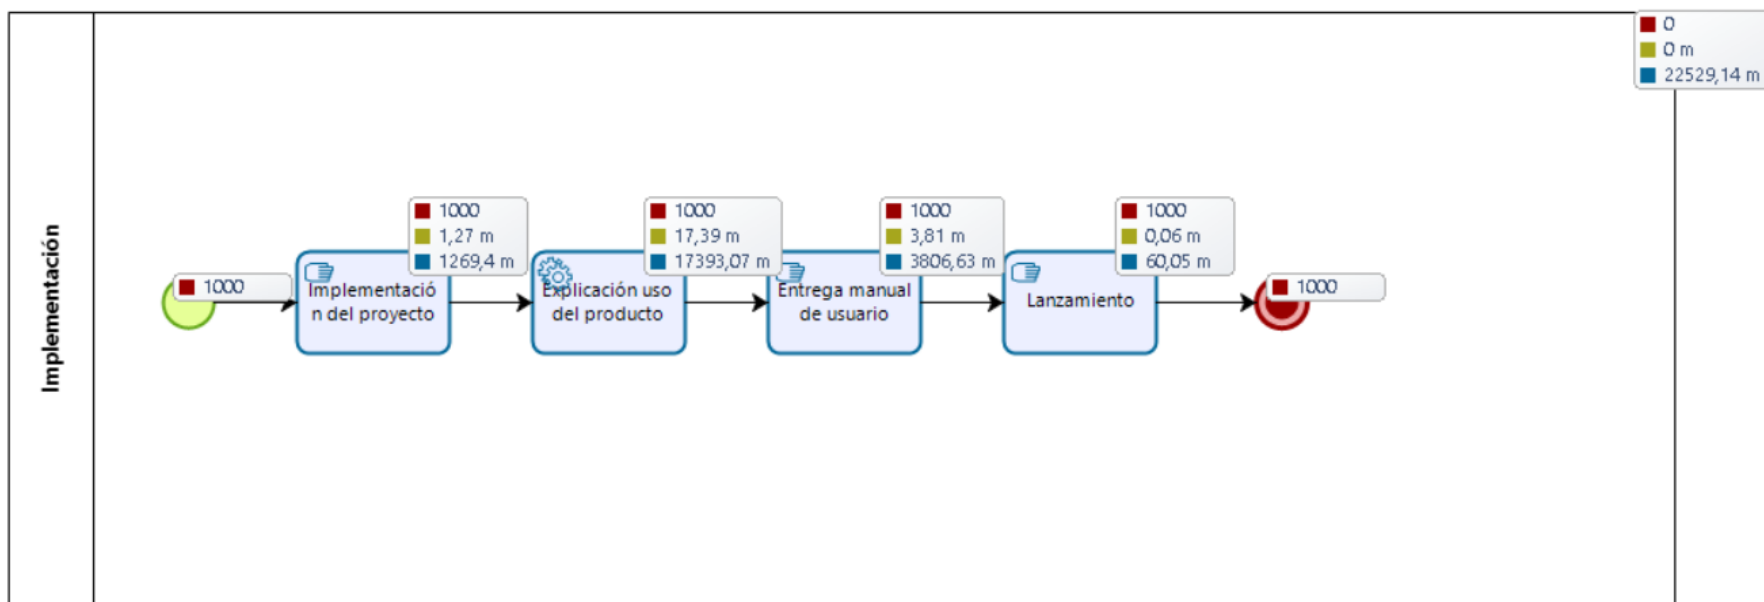 0
0 m
22529,14 m
Implementación
1000
1000
1,27 m
1269,4 m
Implementació
n del proyecto
1000
17,39 m
17393,07 m
Explicación uso
del producto
1000
3,81 m
3806,63 m
Entrega manual
de usuario
1000
0,06 m
60,05 m
Lanzamiento
1000